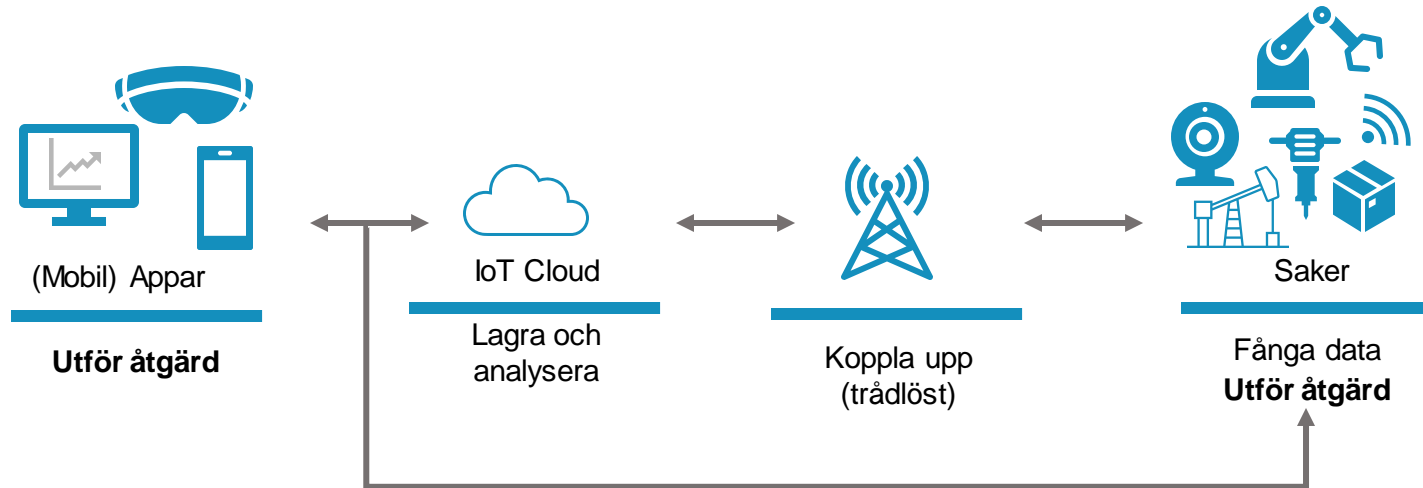 (Mobil) Appar
Utför åtgärd
IoT Cloud
Lagra och
analysera
Koppla upp
(trådlöst)
Saker
Fånga data
Utför åtgärd